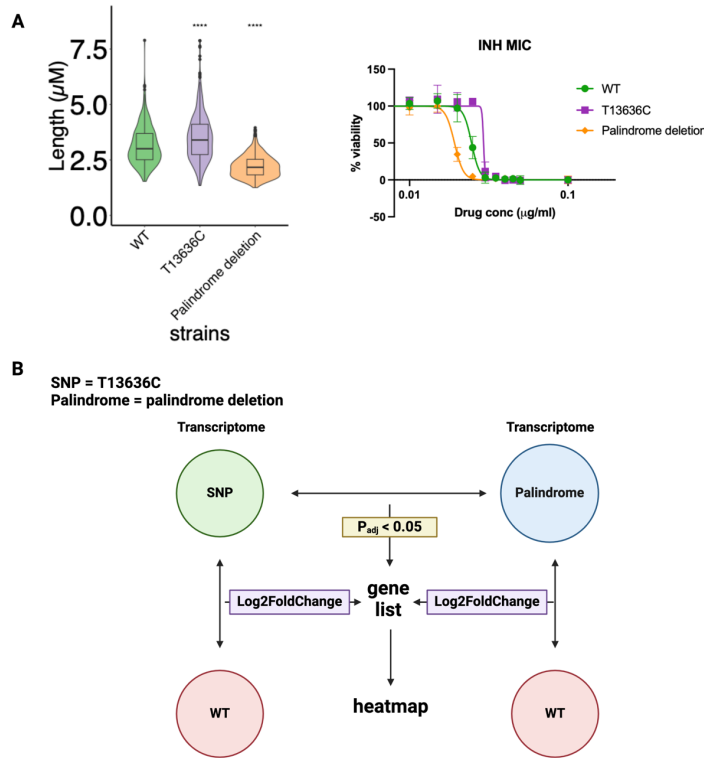 A
Length (µM)
7.5
5.0
2.5
0.0
****
****
WT
T13636C
Palindrome deletion
strains
INH MIC
% viability
150
100
50
0
-50
0.01
0.1
Drug conc (µg/ml)
WT
T13636C
Palindrome deletion
B
SNP = T13636C
Palindrome = palindrome deletion
Transcriptome
Transcriptome
SNP
Palindrome
Padj < 0.05
Log2FoldChange
gene
list
Log2FoldChange
WT
heatmap
WT